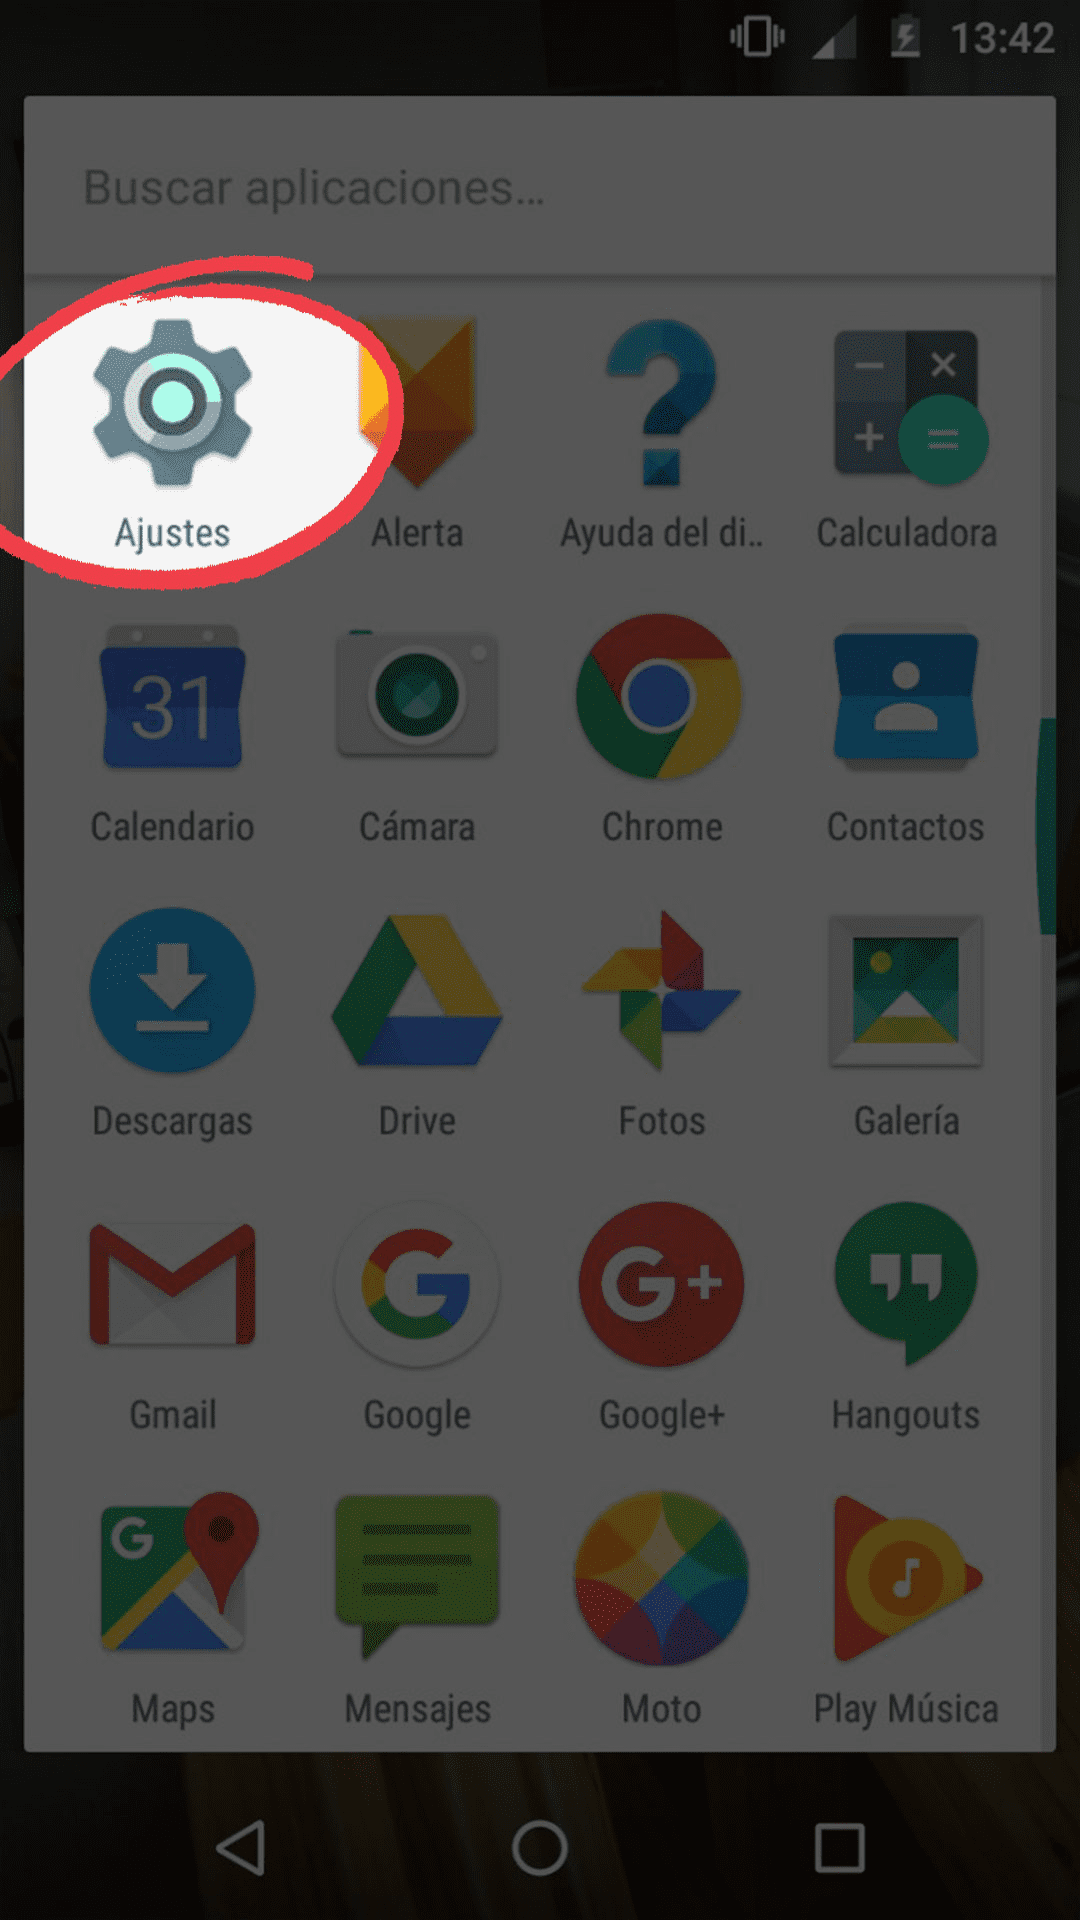 13:42
Buscar aplicaciones...
Ajustes
Alerta
Ayuda del di..
Calculadora
31
Calendario
Cámara
Chrome
Contactos
Descargas
Drive
Fotos
Galería
G
G+
Gmail
Google
Google+
Hangouts
G
Maps
Mensajes
Moto
Play Música